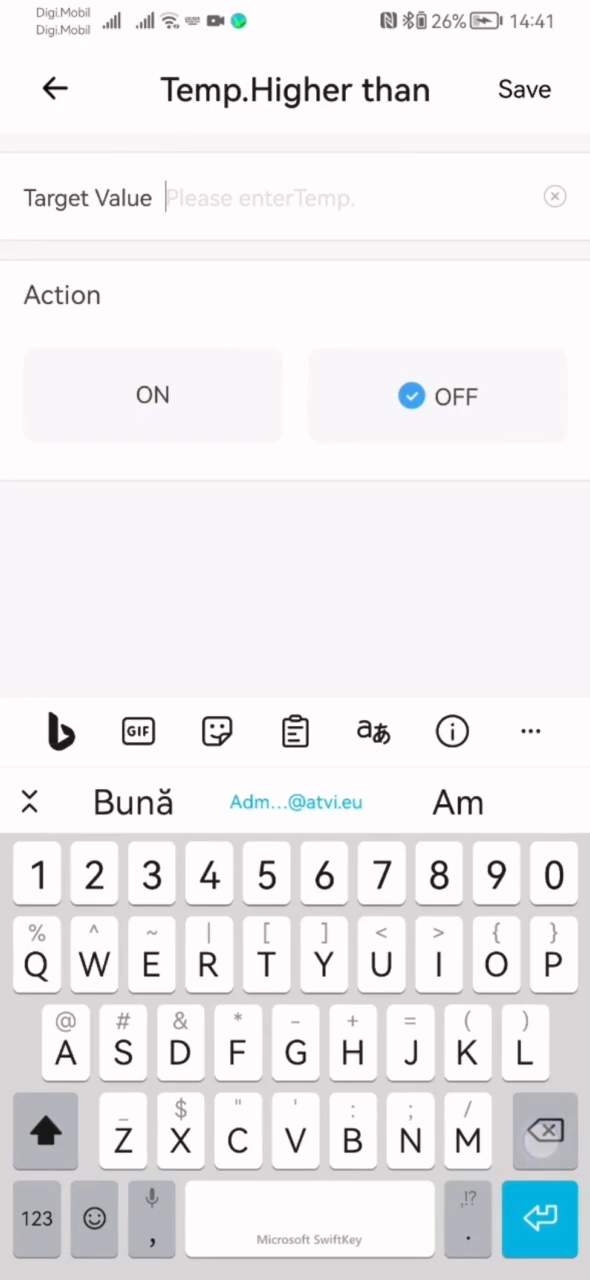 Digi.Mobil
Digi.Mobil
26%
14:41
Temp.Higher than
Save
Target Value
Please enterTemp.
Action
ON
OFF
GIF
aあ
Bună
Adm...@atvi.eu
Am
1 2 3 4 5 6 7 8 9 0
% ^ ~ | [ ] < > { }
Q W E R T Y U I O P
@ # & * - + = ( )
A S D F G H J K L
_ $ " ' : ; /
Z X C V B N M
123
,
Microsoft SwiftKey
,!?
.